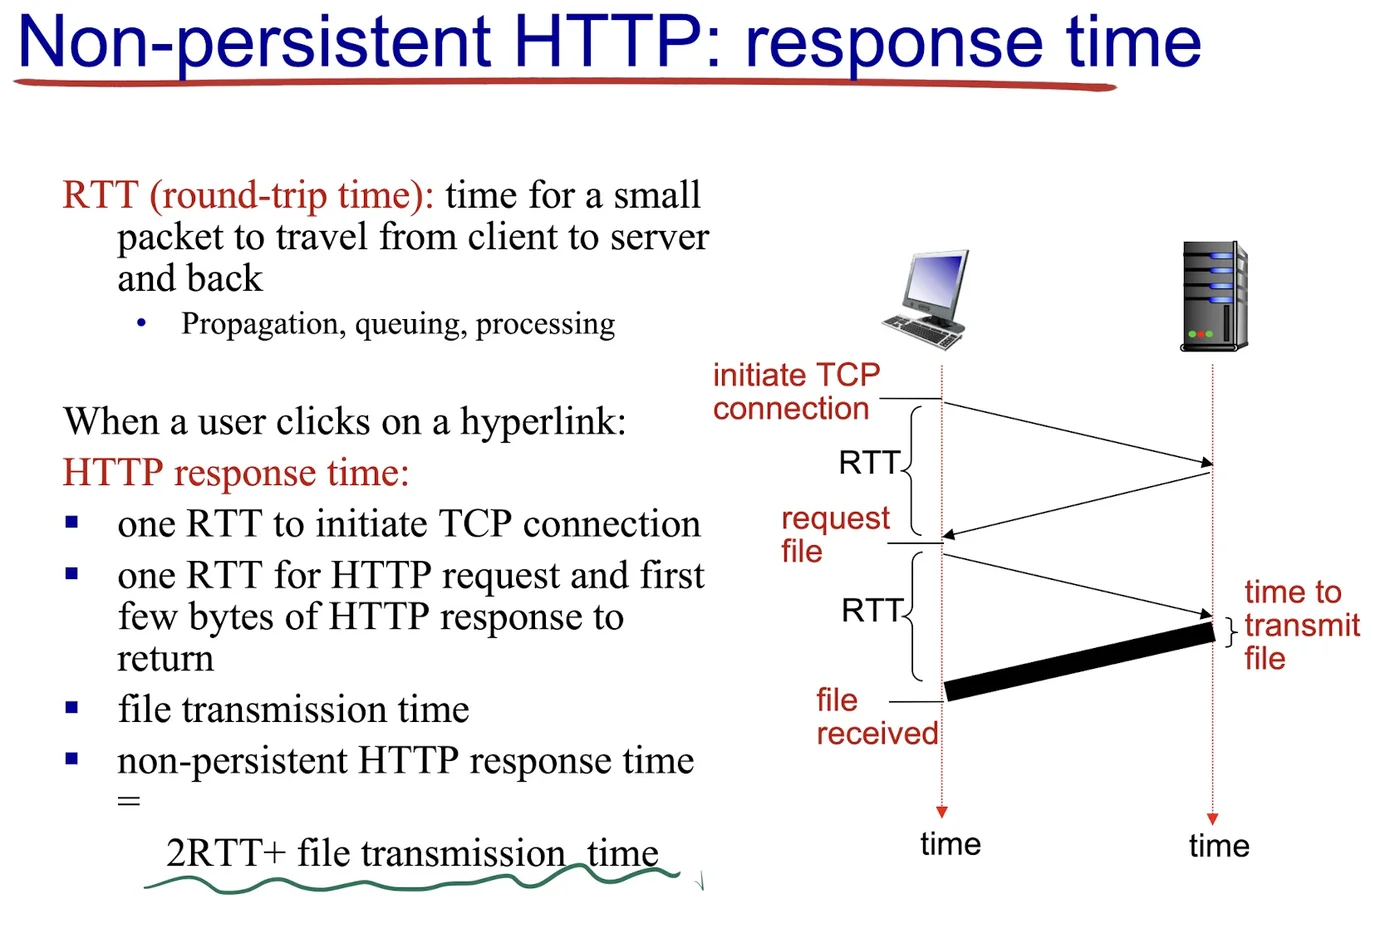 Non-persistent HTTP: response time
RTT (round-trip time): time for a small
packet to travel from client to server
and back
• Propagation, queuing, processing
When a user clicks on a hyperlink:
HTTP response time:
▪ one RTT to initiate TCP connection
▪ one RTT for HTTP request and first
few bytes of HTTP response to
return
▪ file transmission time
▪ non-persistent HTTP response time
=
2RTT+ file transmission time
initiate TCP
connection
RTT
request
file
RTT
file
received
time to
transmit
file
time
time